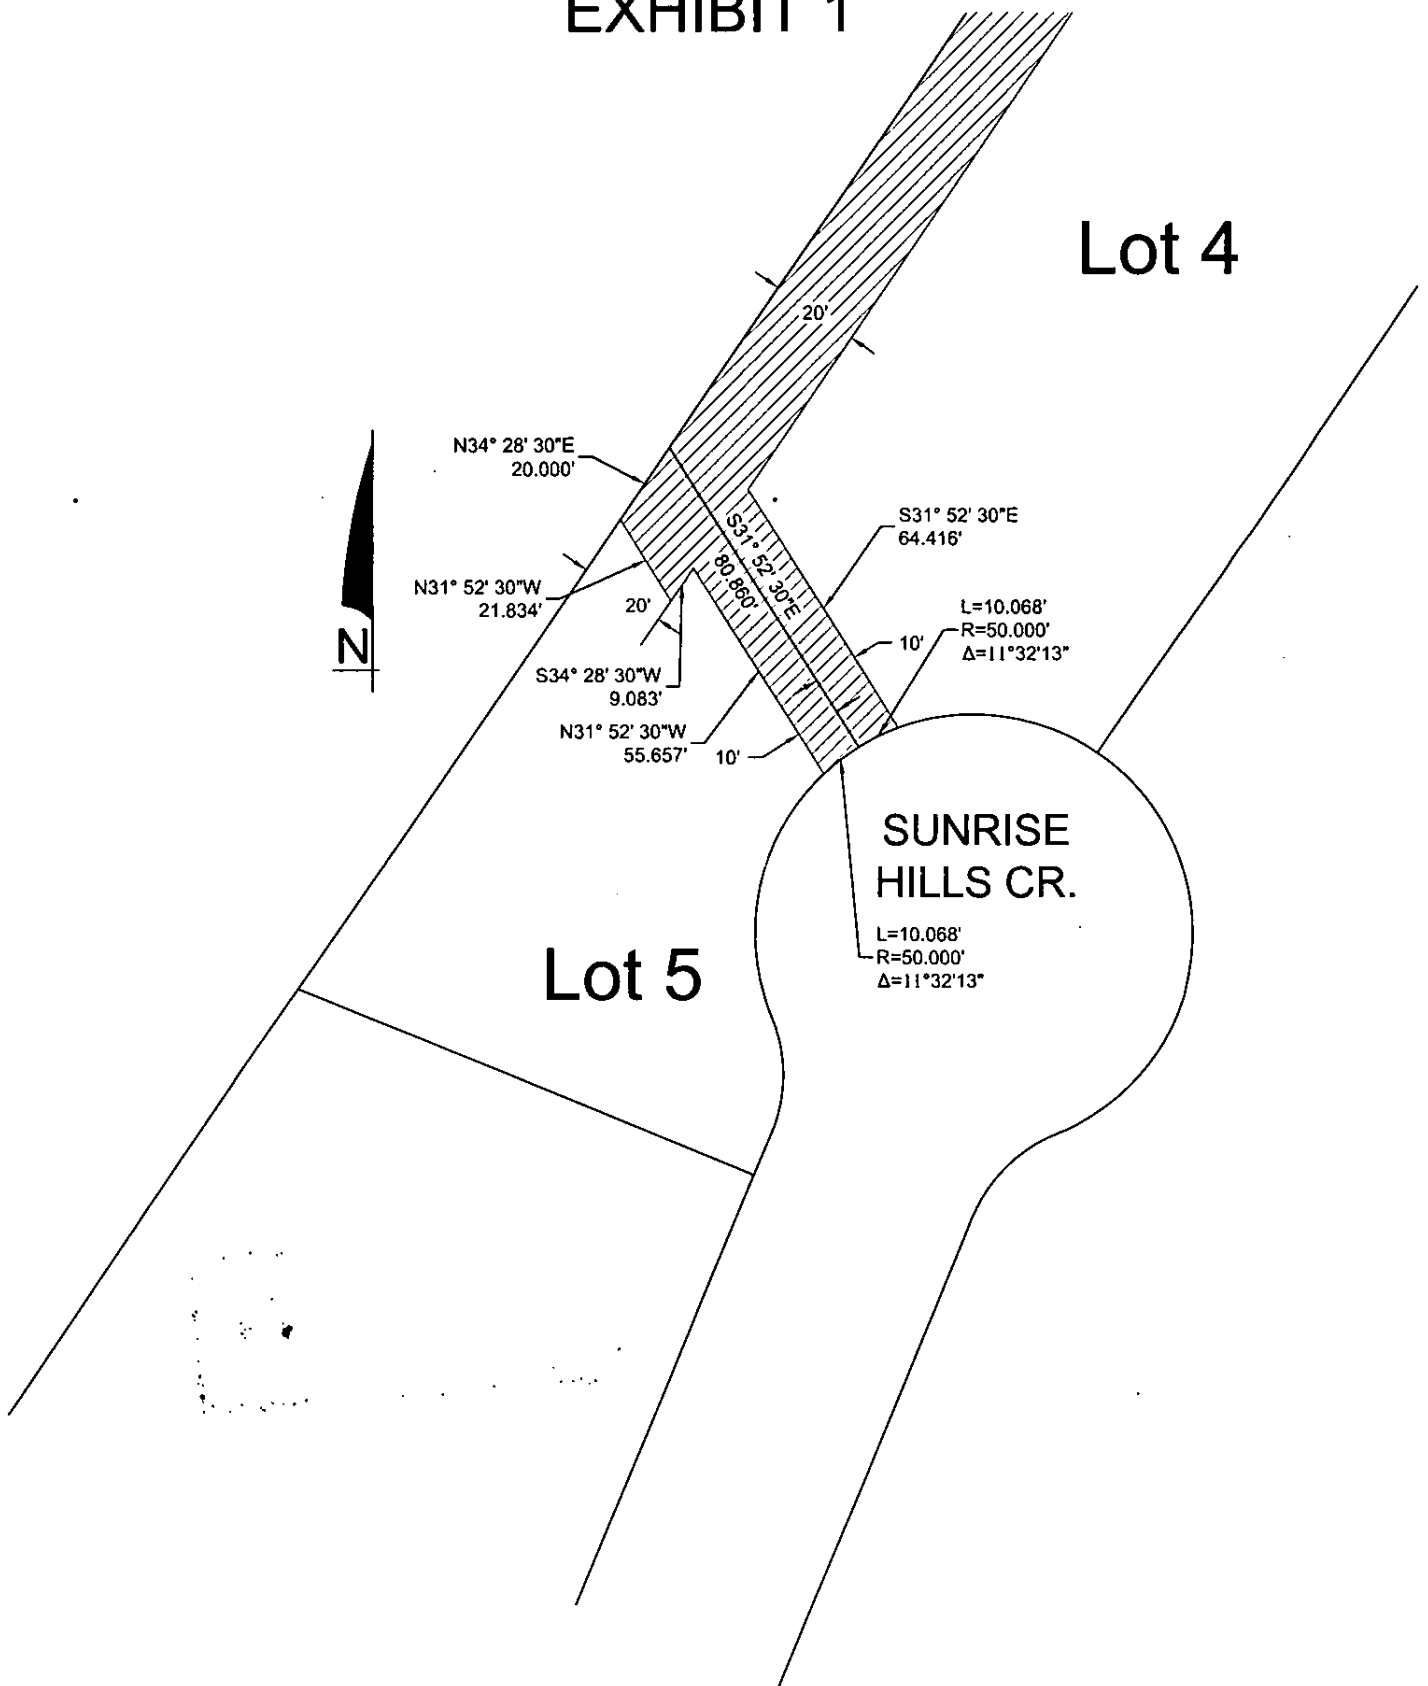 EXHIBIT 1
Lot 4
20'
N34° 28' 30"E
20.000'
S31° 52' 30"E
64.416'
S31° 52' 30"E
80.860'
N31° 52' 30"W
21.834'
20'
L=10.068'
R=50.000'
Δ=11°32'13"
10'
N
S34° 28' 30"W
9.083'
N31° 52' 30"W
55.657'
10'
SUNRISE
HILLS CR.
L=10.068'
R=50.000'
Δ=11°32'13"
Lot 5